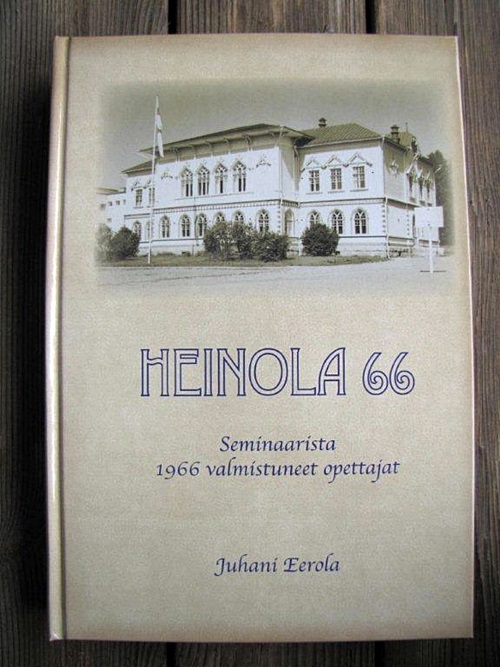 HEINOLA 66
Seminaarista
1966 valmistuneet opettajat
Juhani Eerola